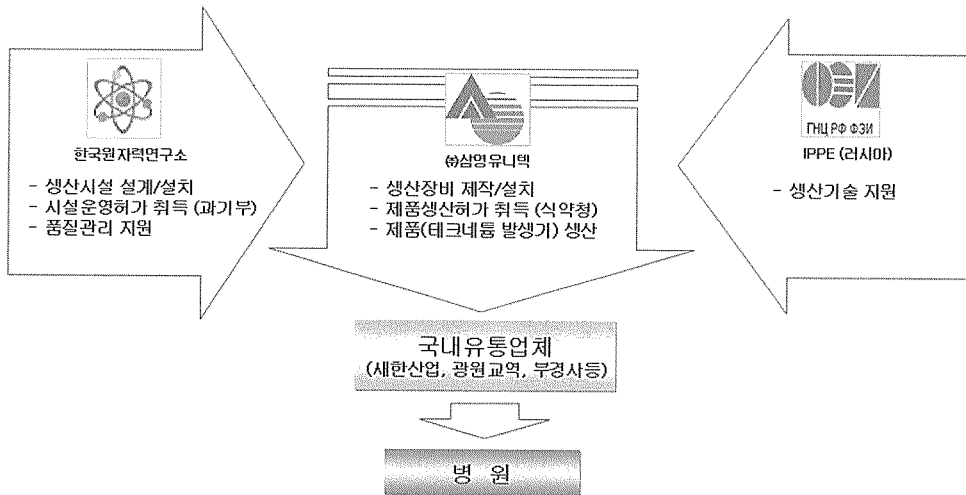 한국원자력연구소
- 생산시설 설계/설치
- 시설운영허가 취득 (과기부)
- 품질관리 지원
㈜삼영유니텍
- 생산장비 제작/설치
- 제품생산허가 취득 (식약청)
- 제품(테크네튬 발생기) 생산
ГНЦ РФ ФЭИ
IPPE (러시아)
- 생산기술 지원
국내유통업체
(새한산업, 광원교역, 부경사등)
병 원